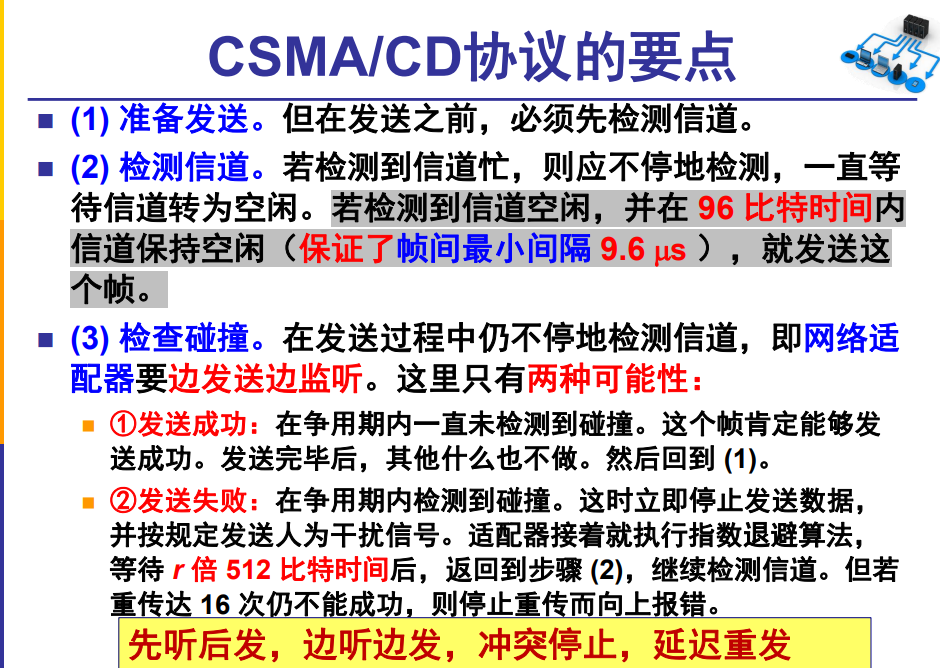 CSMA/CD协议的要点
(1) 准备发送。但在发送之前，必须先检测信道。
(2) 检测信道。若检测到信道忙，则应不停地检测，一直等
待信道转为空闲。若检测到信道空闲，并在 96 比特时间内
信道保持空闲（保证了帧间最小间隔 9.6 μs ），就发送这
个帧。
(3) 检查碰撞。在发送过程中仍不停地检测信道，即网络适
配器要边发送边监听。这里只有两种可能性：
①发送成功：在争用期内一直未检测到碰撞。这个帧肯定能够发
送成功。发送完毕后，其他什么也不做。然后回到 (1)。
②发送失败：在争用期内检测到碰撞。这时立即停止发送数据，
并按规定发送人为干扰信号。适配器接着就执行指数退避算法，
等待 r 倍 512 比特时间后，返回到步骤 (2)，继续检测信道。但若
重传达 16 次仍不能成功，则停止重传而向上报错。
先听后发，边听边发，冲突停止，延迟重发